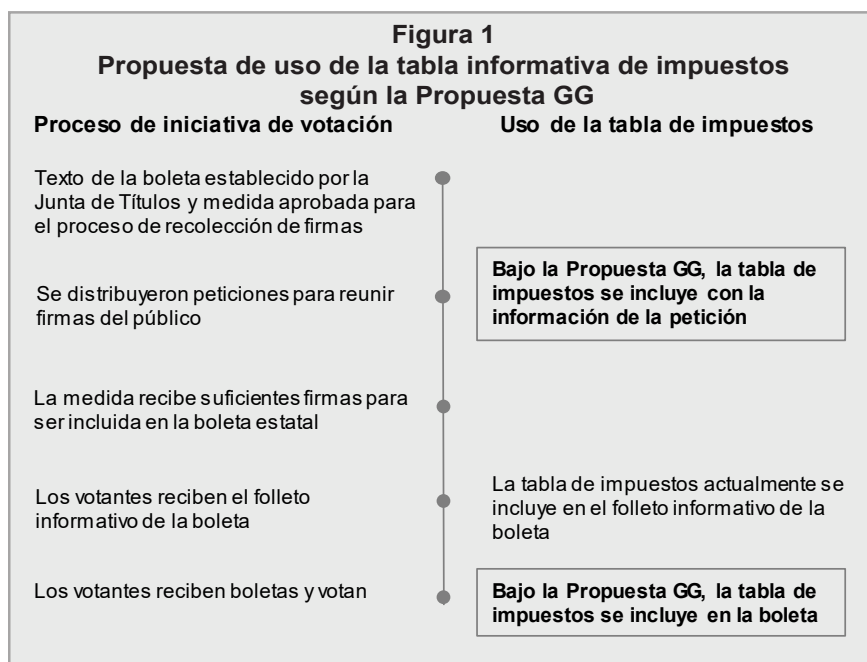 Figura 1
Propuesta de uso de la tabla informativa de impuestos
según la Propuesta GG
Proceso de iniciativa de votación
Uso de la tabla de impuestos
Texto de la boleta establecido por la
Junta de Títulos y medida aprobada para
el proceso de recolección de firmas
Se distribuyeron peticiones para reunir
firmas del público
Bajo la Propuesta GG, la tabla de
impuestos se incluye con la
información de la petición
La medida recibe suficientes firmas para
ser incluida en la boleta estatal
Los votantes reciben el folleto
informativo de la boleta
La tabla de impuestos actualmente se
incluye en el folleto informativo de la
boleta
Los votantes reciben boletas y votan
Bajo la Propuesta GG, la tabla de
impuestos se incluye en la boleta